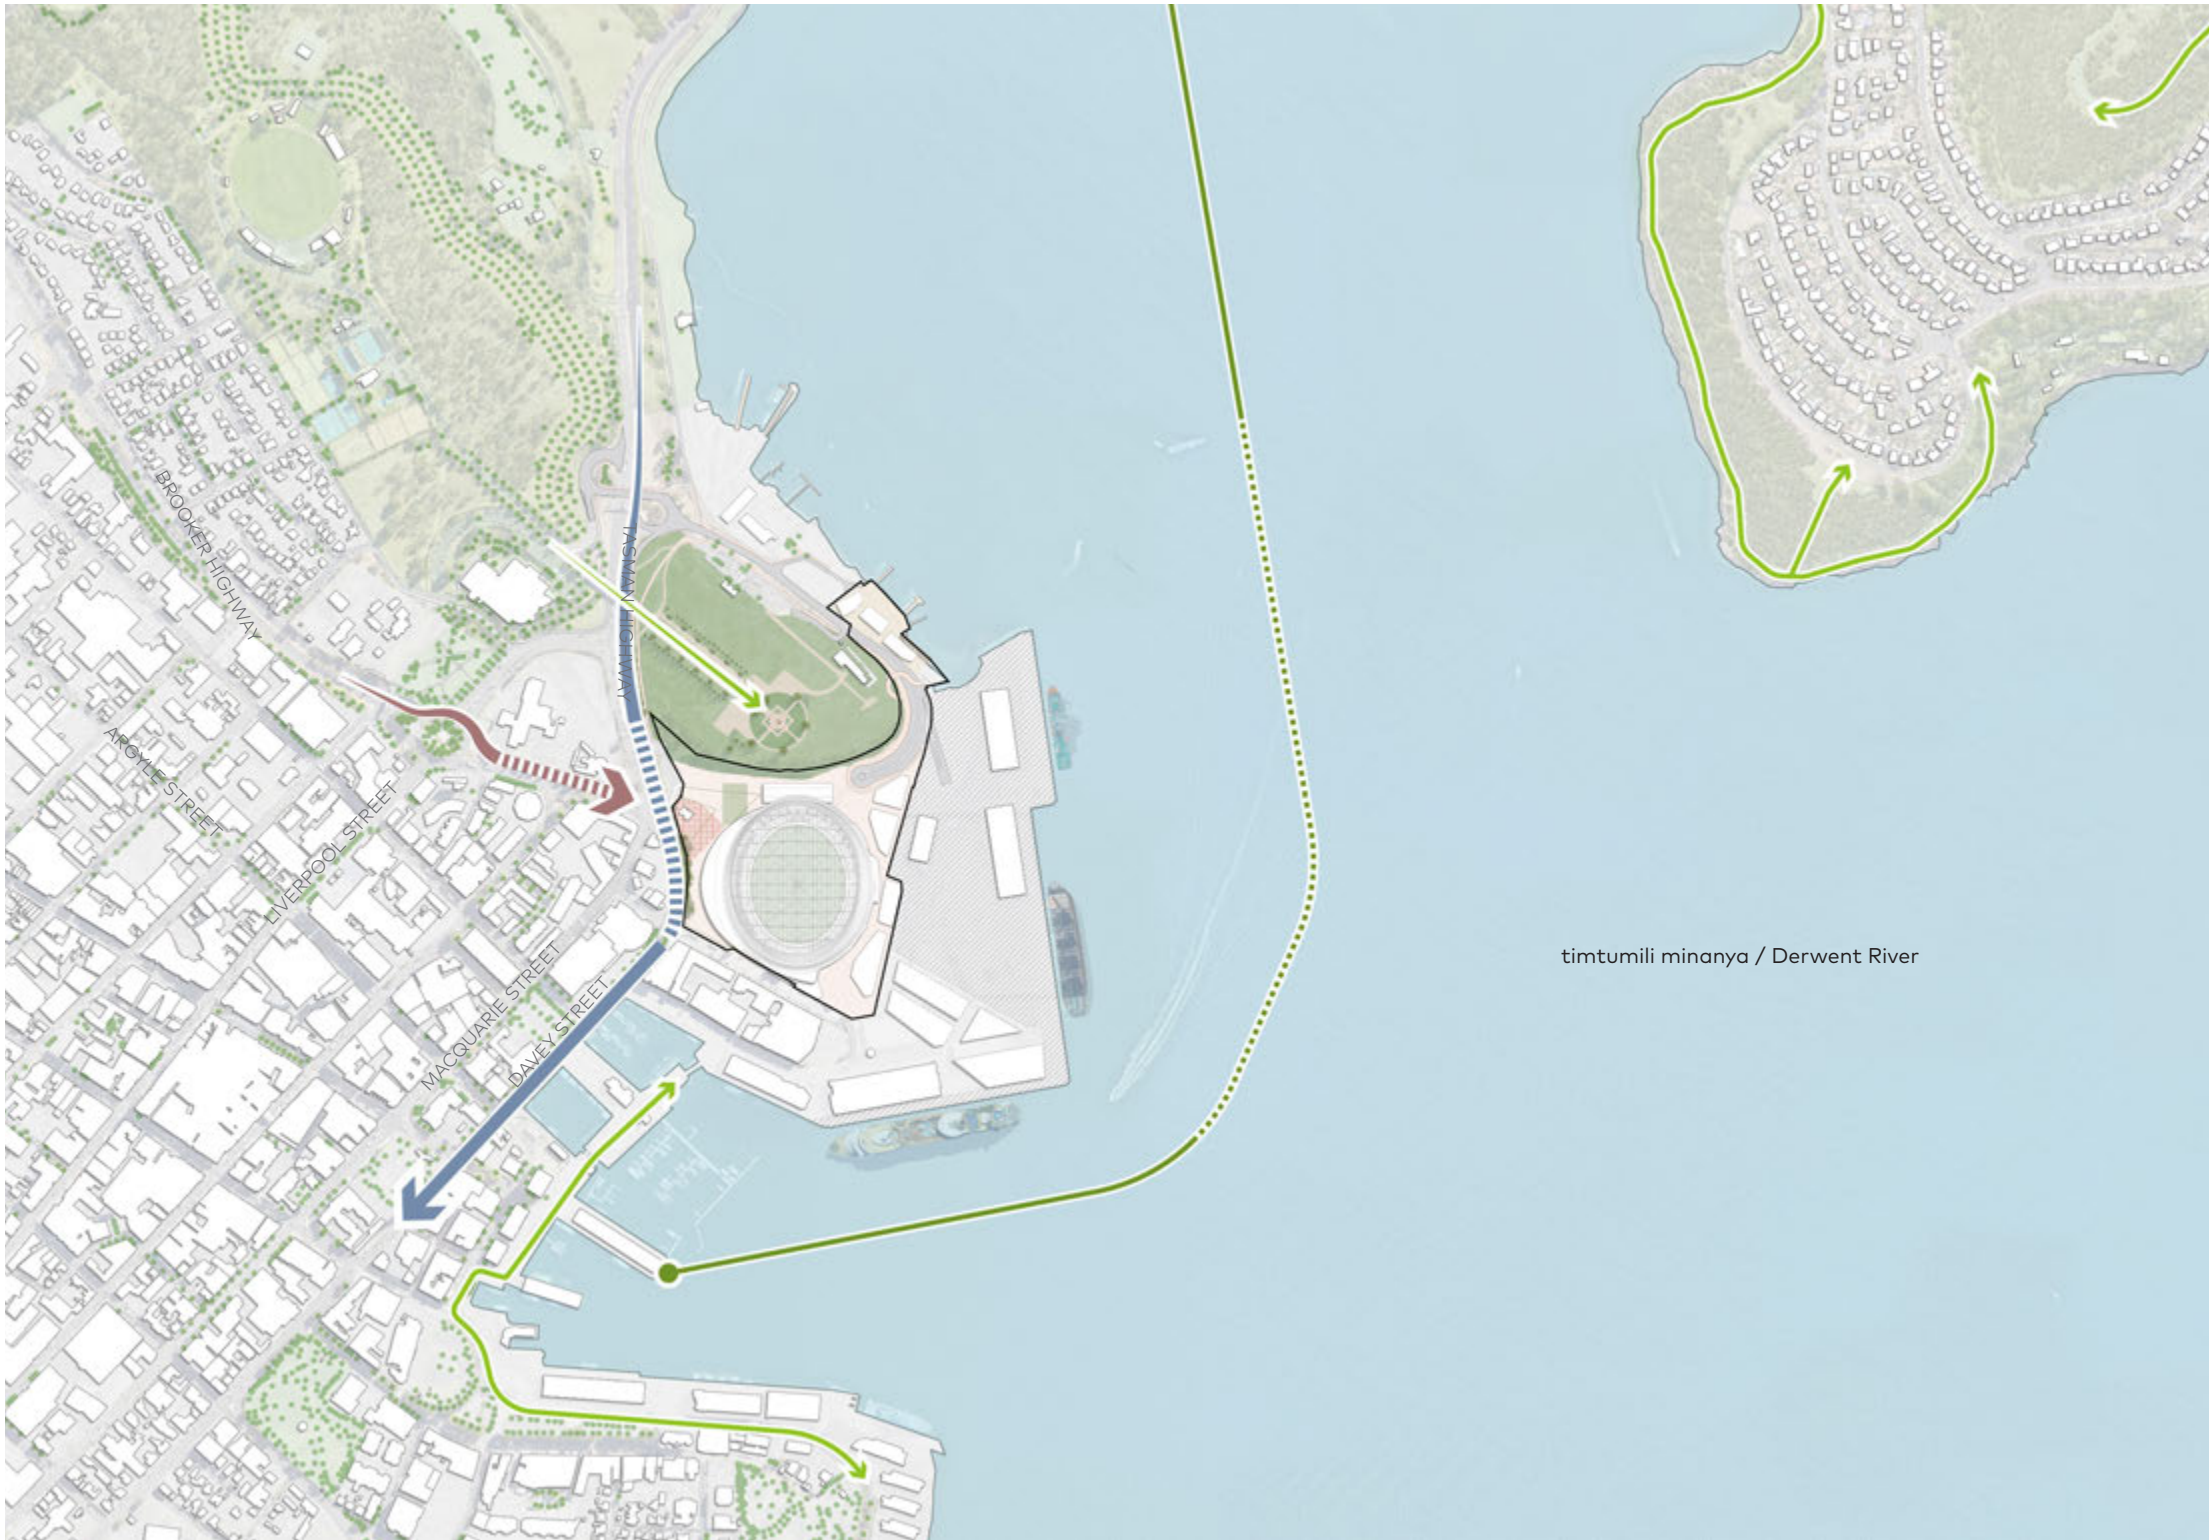 BROOKER HIGHWAY
TASMAN HIGHWAY
ARGYLE STREET
LIVERPOOL STREET
MACQUARIE STREET
DAVEY STREET
timtumili minanya / Derwent River